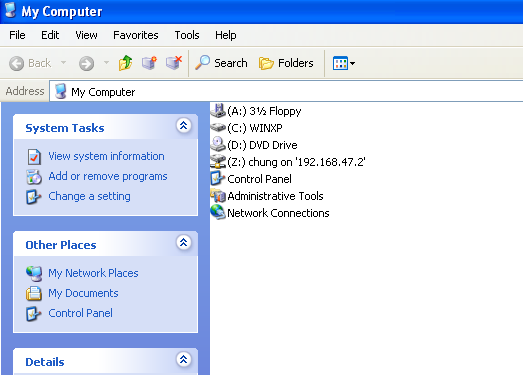 My Computer
File Edit View Favorites Tools Help
Back Search Folders
Address My Computer
System Tasks
View system information
Add or remove programs
Change a setting
Other Places
My Network Places
My Documents
Control Panel
Details
(A:) 3½ Floppy
(C:) WINXP
(D:) DVD Drive
(Z:) chung on '192.168.47.2'
Control Panel
Administrative Tools
Network Connections